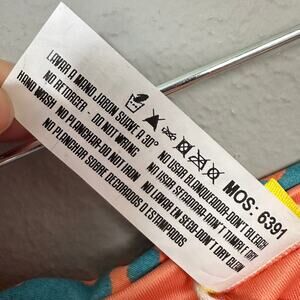 LAVAR A MANO JABON SUAVE A 30°
HAND WASH NO RETORCER - DO NOT WRING
NO PLANCHAR-DO NOT IRON
NO PLANCHAR SOBRE DECORADOS O ESTAMPADOS
MOS: 6391
NO USAR BLANQUEADOR-DON'T BLEACH
NO USAR SECADORA-DON'T TUMBLE DRY
NO LAVAR EN SECO-DON'T DRY CLEAN